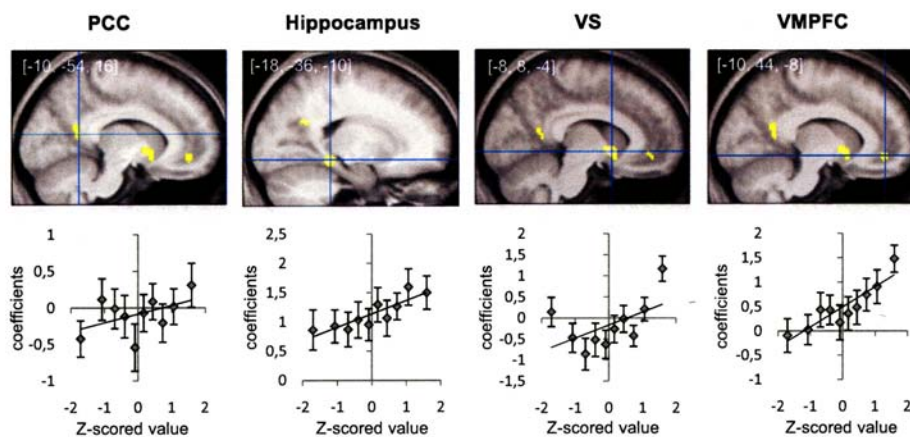 PCC Hippocampus VS VMPFC
[-10, -54, 16] [-18, -36, -10] [-8, 8, -4] [-10, 44, -8]
coefficients
1
0,5
0
-0,5
-1
-2 -1 0 1 2
Z-scored value
coefficients
2,5
2
1,5
1
0,5
0
-2 -1 0 1 2
Z-scored value
coefficients
2
1,5
1
0,5
0
-0,5
-1
-1,5
-2 -1 0 1 2
Z-scored value
coefficients
2
1,5
1
0,5
0
-0,5
-1
-2 -1 0 1 2
Z-scored value